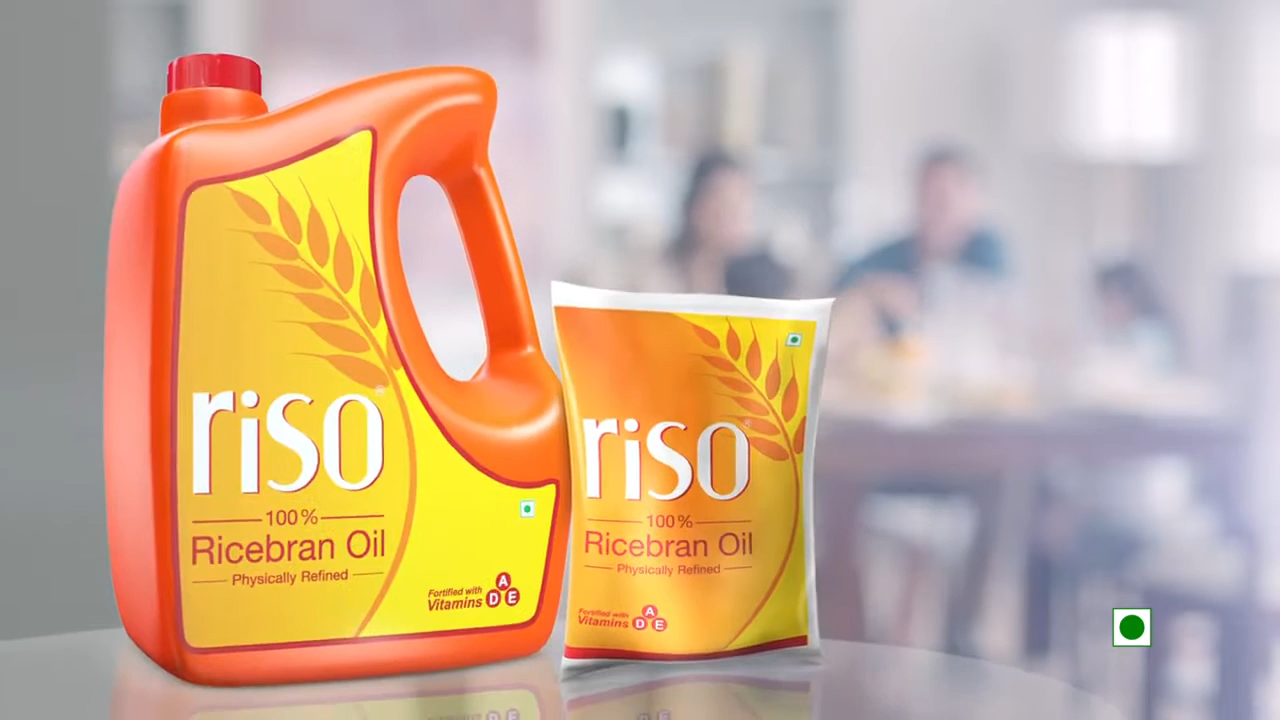 riso
100%
Ricebran Oil
Physically Refined
Fortified with
Vitamins
A
D E
riso
100%
Ricebran Oil
Physically Refined
Fortified with
Vitamins
A
D E